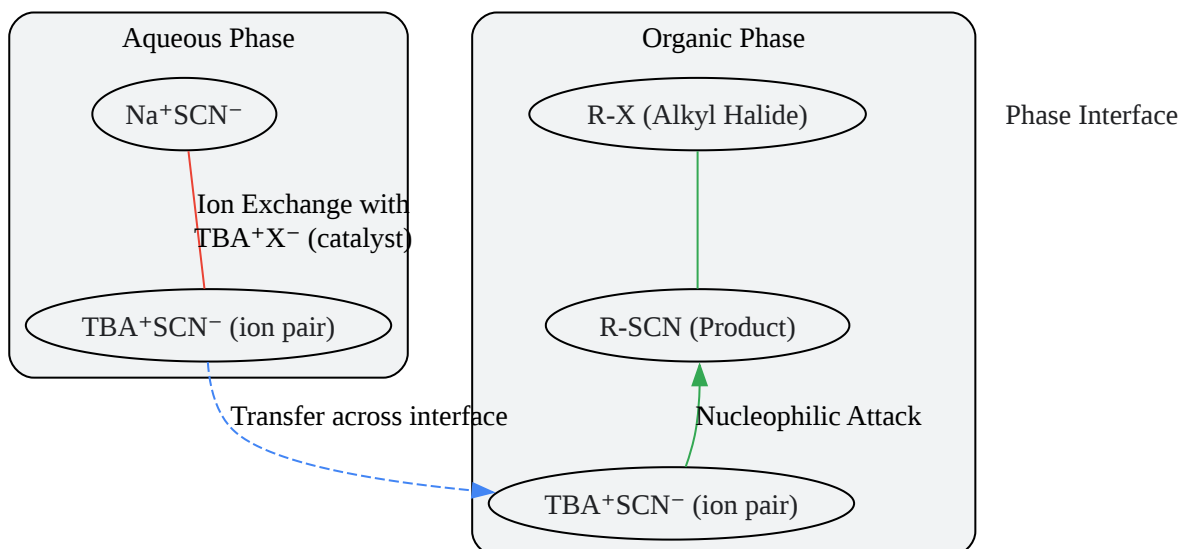 Aqueous Phase
Na⁺SCN⁻
Ion Exchange with
TBA⁺X⁻ (catalyst)
TBA⁺SCN⁻ (ion pair)
Transfer across interface
Organic Phase
R-X (Alkyl Halide)
R-SCN (Product)
Nucleophilic Attack
TBA⁺SCN⁻ (ion pair)
Phase Interface